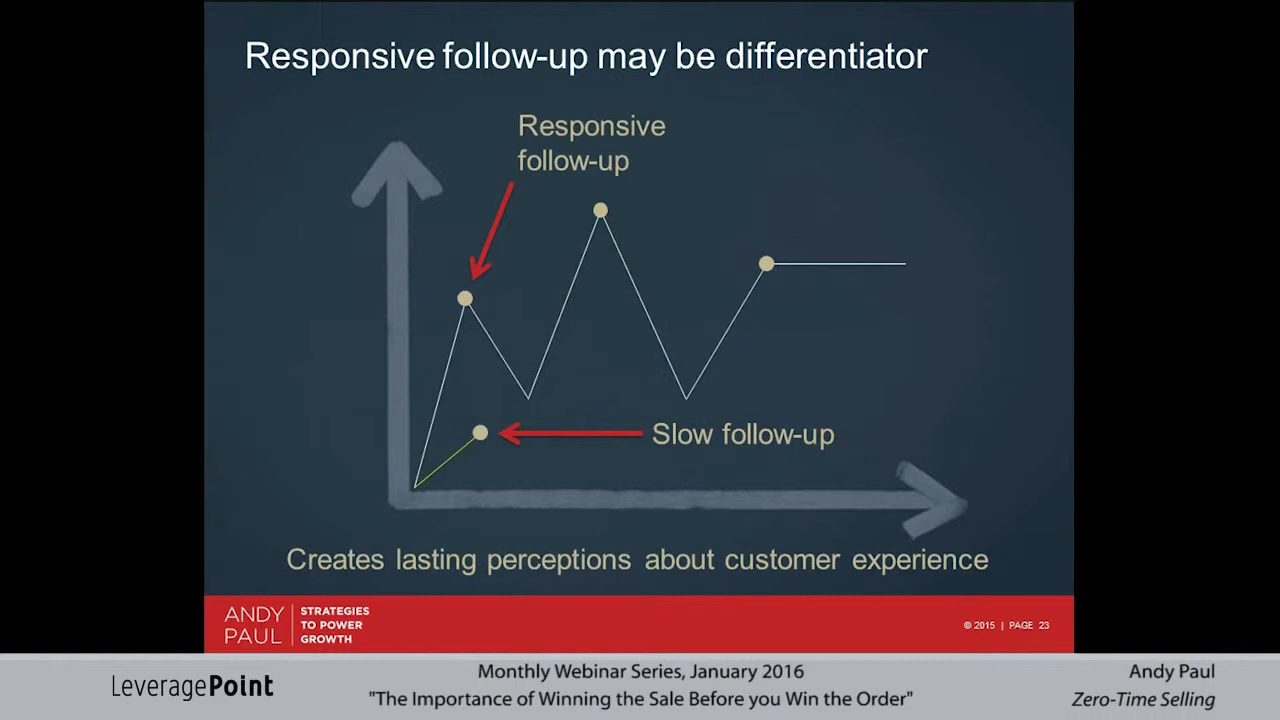 Responsive follow-up may be differentiator
Responsive
follow-up
Slow follow-up
Creates lasting perceptions about customer experience
ANDY
PAUL
STRATEGIES
TO POWER
GROWTH
© 2015 | PAGE 23
LeveragePoint
Monthly Webinar Series, January 2016
"The Importance of Winning the Sale Before you Win the Order"
Andy Paul
Zero-Time Selling